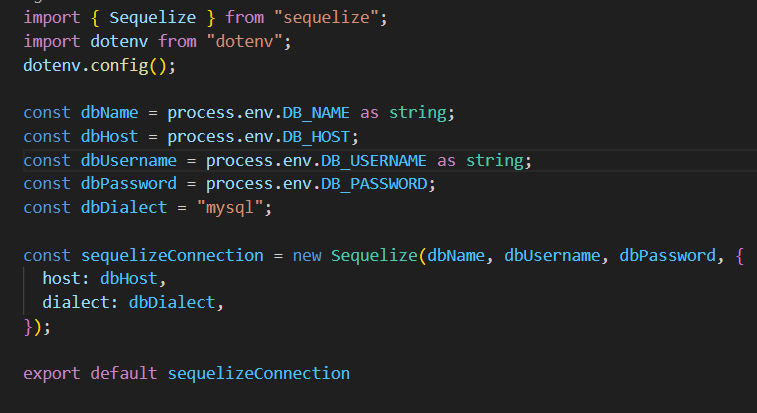 import { Sequelize } from "sequelize";
import dotenv from "dotenv";
dotenv.config();
const dbName = process.env.DB_NAME as string;
const dbHost = process.env.DB_HOST;
const dbUsername = process.env.DB_USERNAME as string;
const dbPassword = process.env.DB_PASSWORD;
const dbDialect = "mysql";
const sequelizeConnection = new Sequelize(dbName, dbUsername, dbPassword, {
  host: dbHost,
  dialect: dbDialect,
});
export default sequelizeConnection